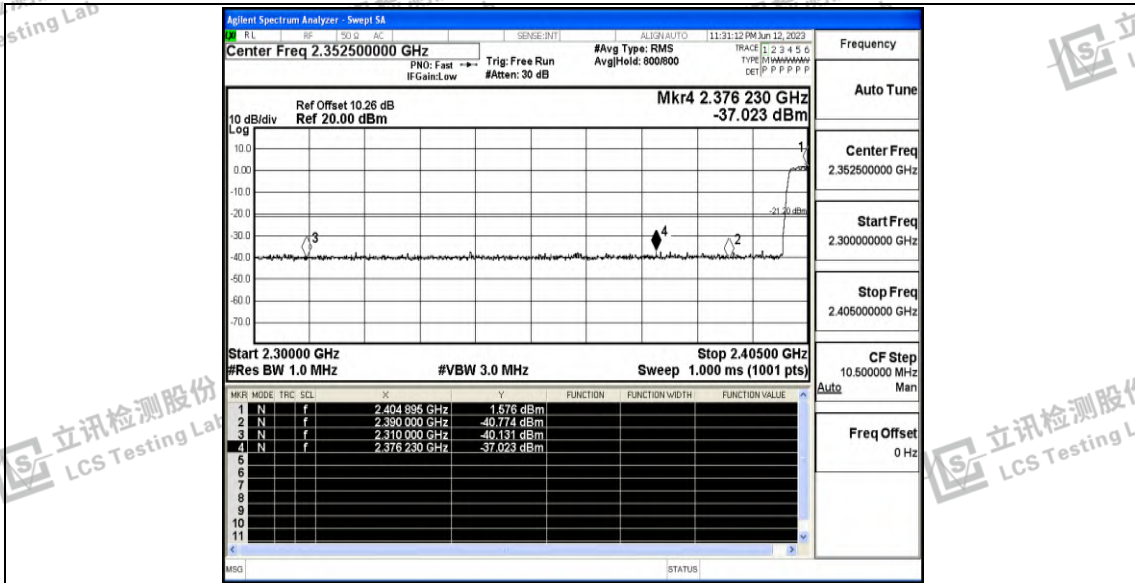 Agilent Spectrum Analyzer - Swept SA
RL RF 50 Ω AC SENSE:INT ALIGNAUTO 11:31:12 PM Jun 12, 2023
Center Freq 2.352500000 GHz
PNO: Fast
IFGain:Low
Trig: Free Run
#Atten: 30 dB
#Avg Type: RMS
Avg|Hold: 800/800
TRACE 1 2 3 4 5 6
TYPE MWWWWW
DET P P P P P P
Ref Offset 10.26 dB
Ref 20.00 dBm
10 dB/div
Log
Mkr4 2.376 230 GHz
-37.023 dBm
10.0
0.00
-10.0
-20.0
-30.0
-40.0
-50.0
-60.0
-70.0
1
-21.20 dBm
3
4
2
Start 2.30000 GHz
Stop 2.40500 GHz
#Res BW 1.0 MHz
#VBW 3.0 MHz
Sweep 1.000 ms (1001 pts)
MKR MODE TRC SCL X Y FUNCTION FUNCTION WIDTH FUNCTION VALUE
1 N f 2.404 895 GHz 1.576 dBm
2 N f 2.390 000 GHz -40.774 dBm
3 N f 2.310 000 GHz -40.131 dBm
4 N f 2.376 230 GHz -37.023 dBm
5
6
7
8
9
10
11
MSG
STATUS
Frequency
Auto Tune
Center Freq
2.352500000 GHz
Start Freq
2.300000000 GHz
Stop Freq
2.405000000 GHz
CF Step
10.500000 MHz
Auto Man
Freq Offset
0 Hz
立讯检测股份
LCS Testing Lab
立讯检测股份
LCS Testing L
esting Lab
LCS
立